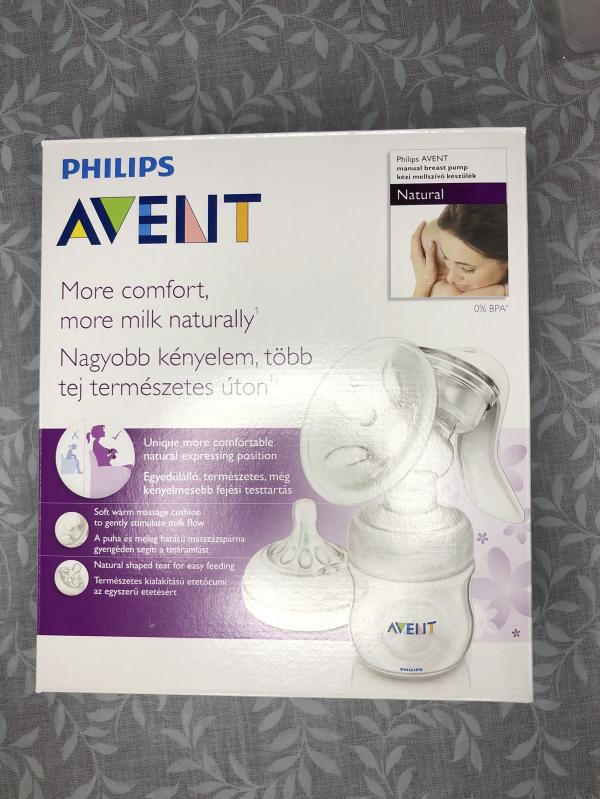 PHILIPS
AVENT
Philips AVENT
manual breast pump
kézi mellszívó készülék
Natural
0% BPA*
More comfort,
more milk naturally¹
Nagyobb kényelem, több
tej természetes úton¹
Unique more comfortable
natural expressing position
Egyedülálló, természetes, még
kényelmesebb fejési testtartás
Soft warm massage cushion
to gently stimulate milk flow
A puha és meleg hatású masszázspárna
gyengéden segíti a tejáramlást
Natural shaped teat for easy feeding
Természetes kialakítású etetőcumi
az egyszerű etetésért
AVENT
PHILIPS